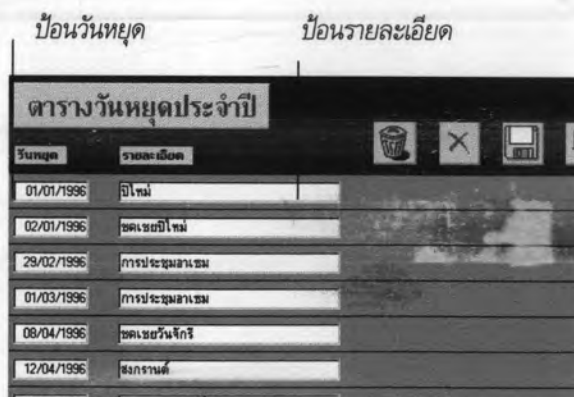 ป้อนวันหยุด ป้อนรายละเอียด
ตารางวันหยุดประจำปี
วันหยุด รายละเอียด
01/01/1996 ปีใหม่
02/01/1996 ชดเชยปีใหม่
29/02/1996 การประชุมอาเซม
01/03/1996 การประชุมอาเซม
08/04/1996 ชดเชยวันจักรี
12/04/1996 สงกรานต์